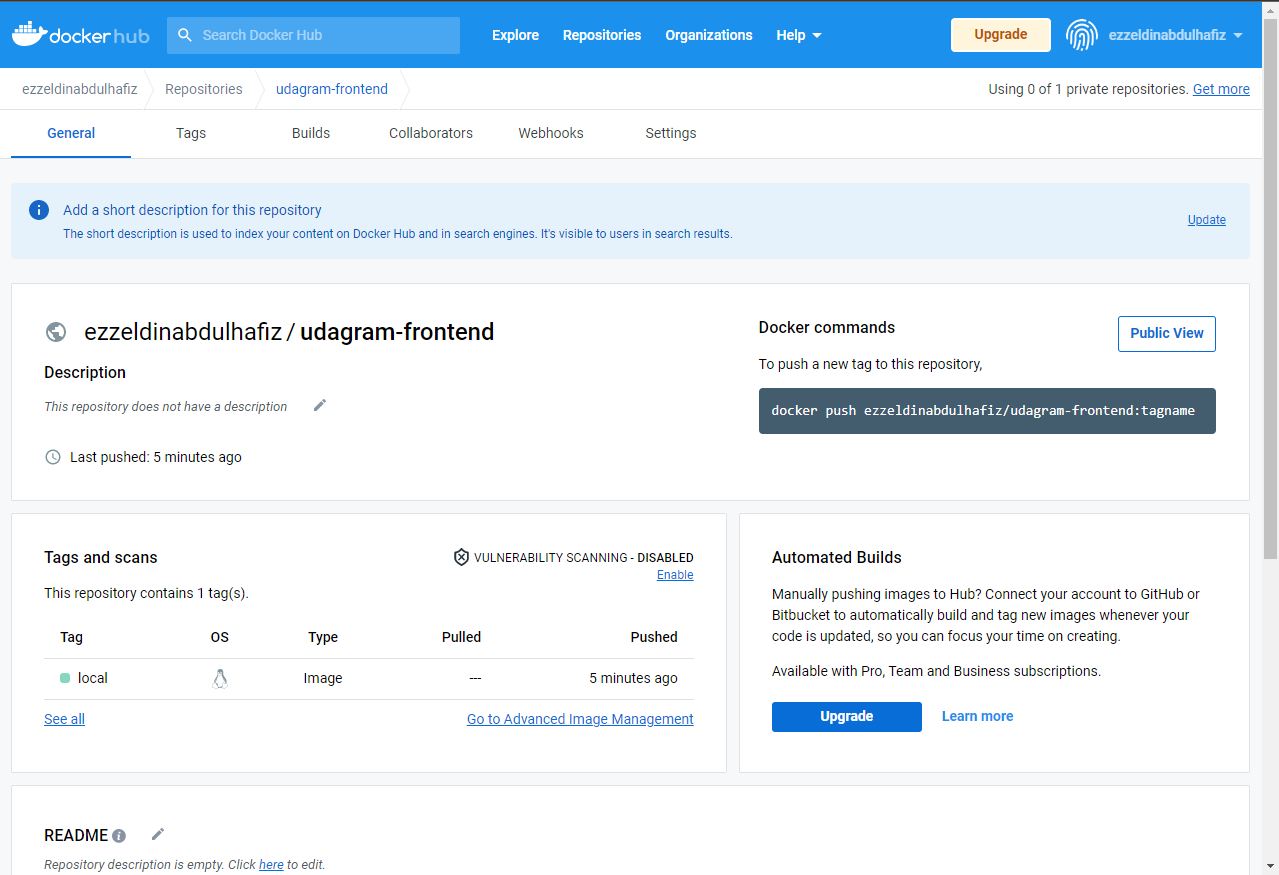 docker hub
Search Docker Hub
Explore
Repositories
Organizations
Help
Upgrade
ezzeldinabdulhafiz
ezzeldinabdulhafiz
Repositories
udagram-frontend
Using 0 of 1 private repositories. Get more
General
Tags
Builds
Collaborators
Webhooks
Settings
Add a short description for this repository
The short description is used to index your content on Docker Hub and in search engines. It's visible to users in search results.
Update
ezzeldinabdulhafiz / udagram-frontend
Description
This repository does not have a description
Last pushed: 5 minutes ago
Docker commands
Public View
To push a new tag to this repository,
docker push ezzeldinabdulhafiz/udagram-frontend:tagname
Tags and scans
VULNERABILITY SCANNING - DISABLED
Enable
This repository contains 1 tag(s).
Tag OS Type Pulled Pushed
local Image --- 5 minutes ago
See all
Go to Advanced Image Management
Automated Builds
Manually pushing images to Hub? Connect your account to GitHub or
Bitbucket to automatically build and tag new images whenever your
code is updated, so you can focus your time on creating.
Available with Pro, Team and Business subscriptions.
Upgrade
Learn more
README
Repository description is empty. Click here to edit.